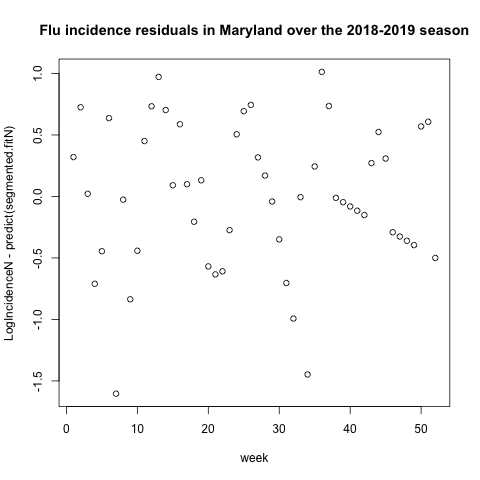 Flu incidence residuals in Maryland over the 2018-2019 season
LogIncidenceN - predict(segmented.fitN)
1.0
0.5
0.0
-0.5
-1.0
-1.5
0 10 20 30 40 50
week